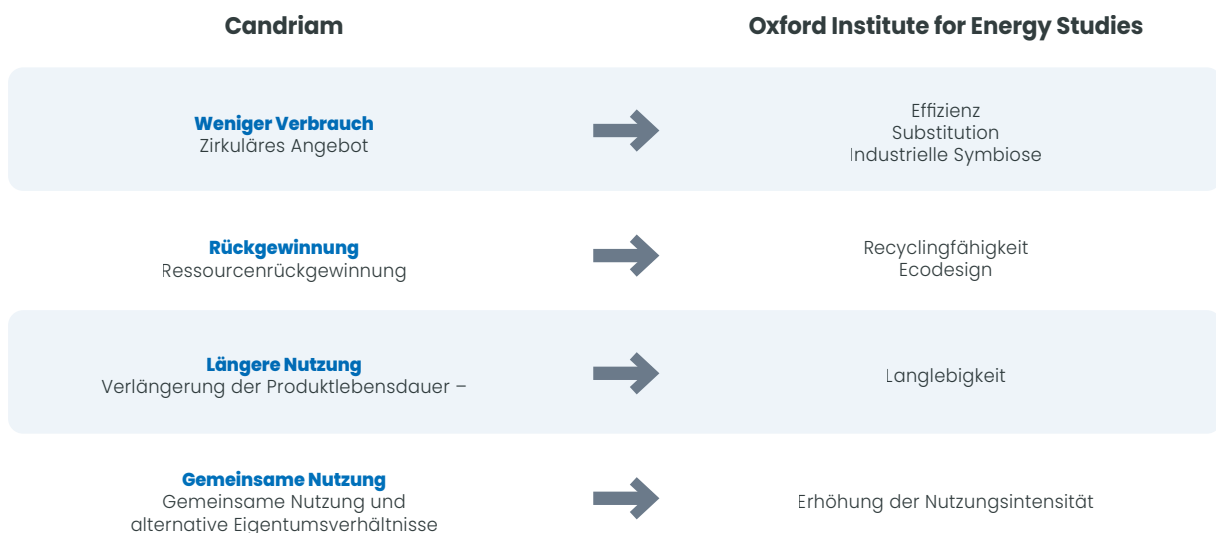 Candriam
Oxford Institute for Energy Studies
Weniger Verbrauch
Zirkuläres Angebot
Effizienz
Substitution
Industrielle Symbiose
Rückgewinnung
Ressourcenrückgewinnung
Recyclingfähigkeit
Ecodesign
Längere Nutzung
Verlängerung der Produktlebensdauer –
Langlebigkeit
Gemeinsame Nutzung
Gemeinsame Nutzung und
alternative Eigentumsverhältnisse
Erhöhung der Nutzungsintensität